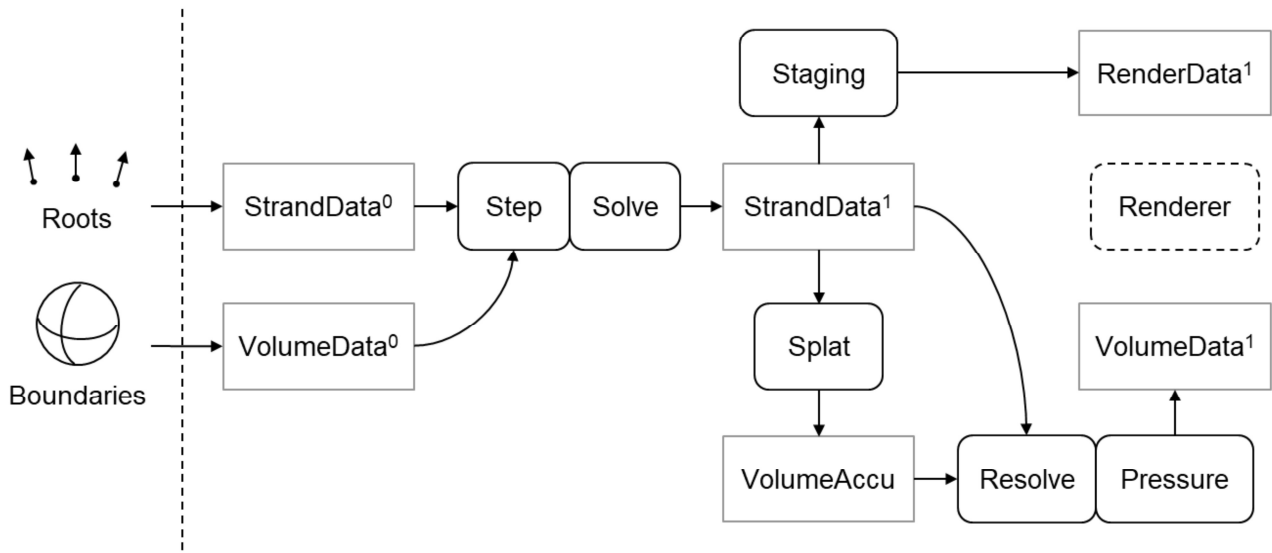 Staging
RenderData¹
Roots
StrandData⁰
Step
Solve
StrandData¹
Renderer
Boundaries
VolumeData⁰
Splat
VolumeData¹
VolumeAccu
Resolve
Pressure